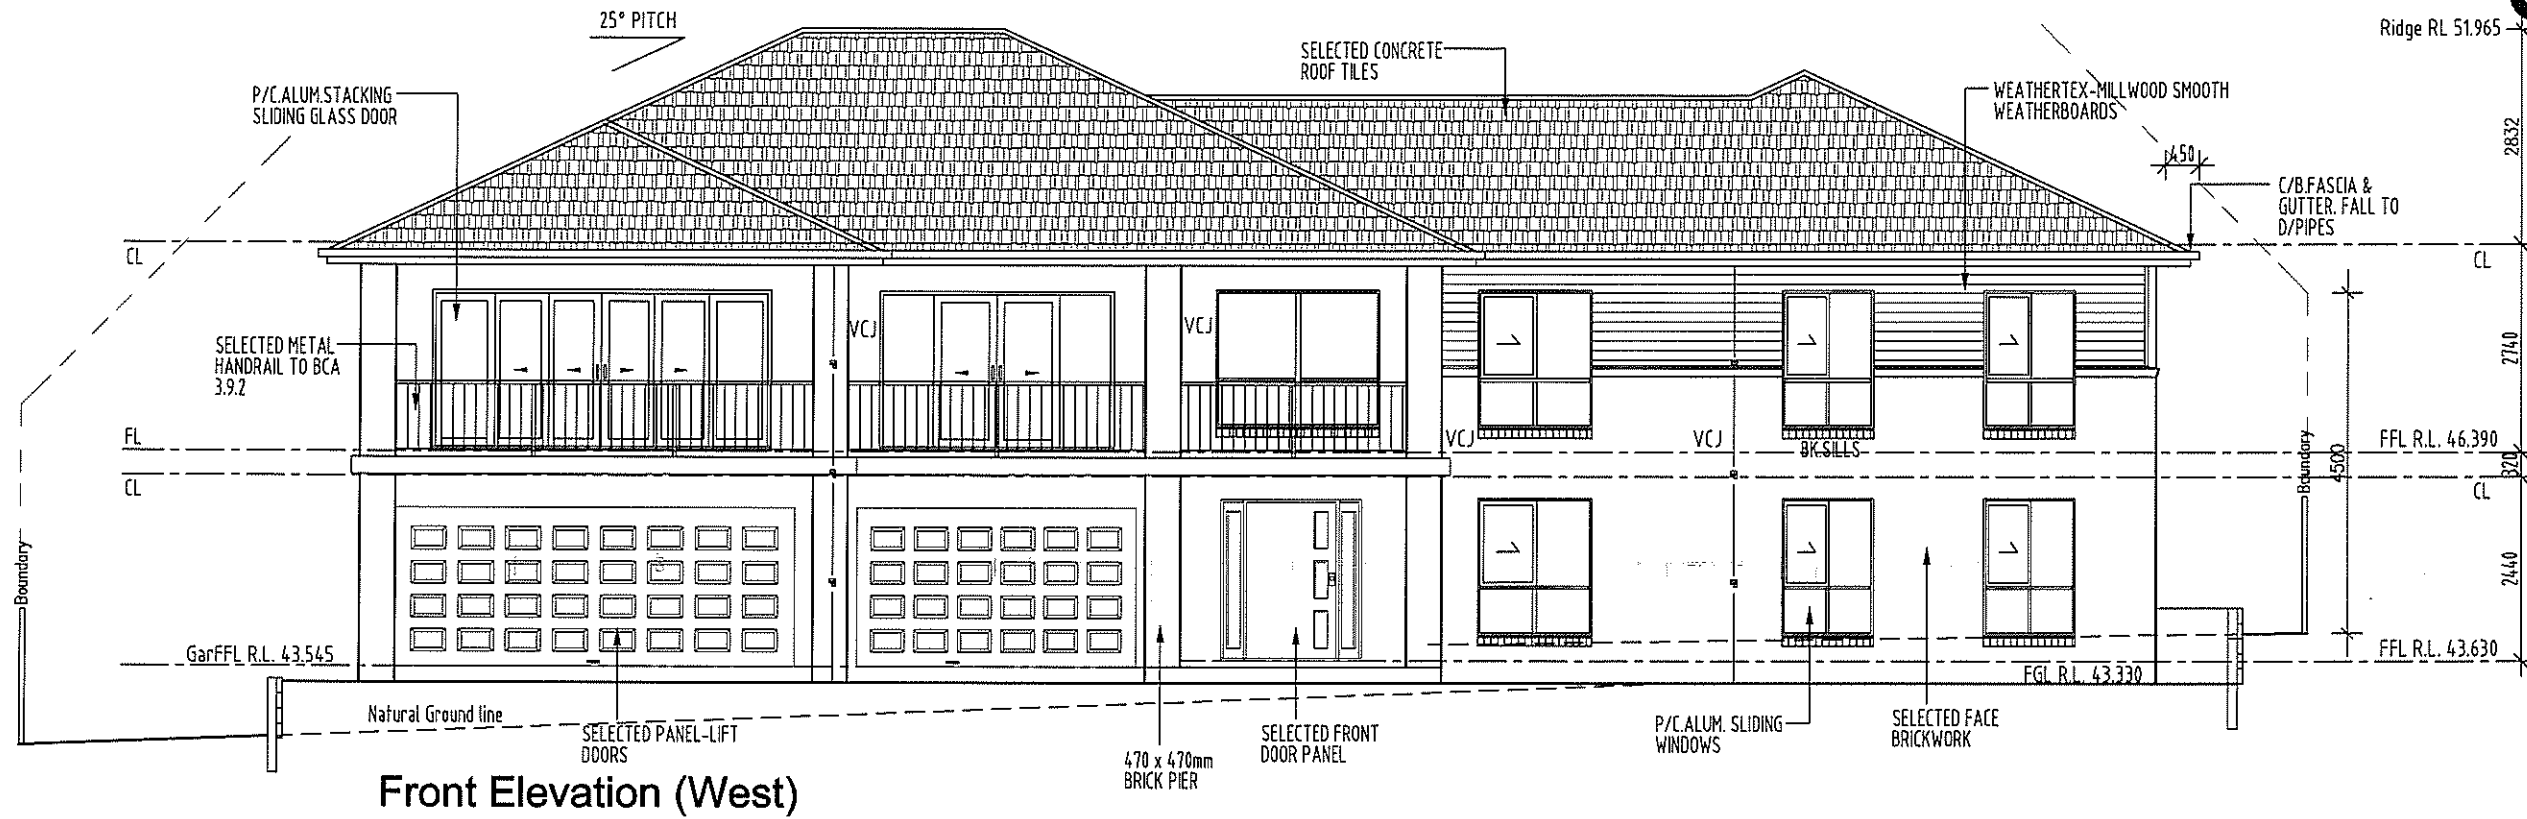 25° PITCH
Ridge RL 51.965
SELECTED CONCRETE
ROOF TILES
P/C.ALUM.STACKING
SLIDING GLASS DOOR
WEATHERTEX-MILLWOOD SMOOTH
WEATHERBOARDS
2832
450
C/B.FASCIA &
GUTTER. FALL TO
D/PIPES
CL
CL
VCJ
VCJ
SELECTED METAL
HANDRAIL TO BCA
3.9.2
2740
FL
VCJ
VCJ
BK.SILLS
FFL R.L. 46.390
4500
320
Boundary
CL
CL
2440
Boundary
GarFFL R.L. 43.545
FFL R.L. 43.630
FGL R.L. 43.330
Natural Ground line
SELECTED PANEL-LIFT
DOORS
470 x 470mm
BRICK PIER
SELECTED FRONT
DOOR PANEL
P/C.ALUM. SLIDING
WINDOWS
SELECTED FACE
BRICKWORK
Front Elevation (West)